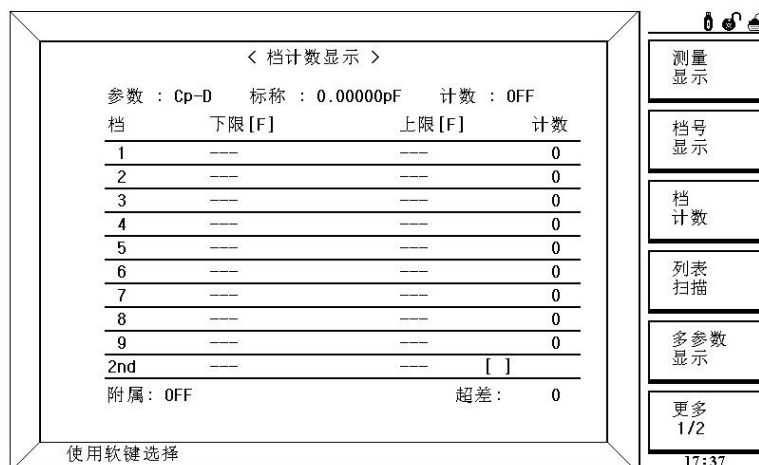 < 档计数显示 >
参数 : Cp-D 标称 : 0.00000pF 计数 : OFF
档 下限[F] 上限[F] 计数
1 --- --- 0
2 --- --- 0
3 --- --- 0
4 --- --- 0
5 --- --- 0
6 --- --- 0
7 --- --- 0
8 --- --- 0
9 --- --- 0
2nd --- --- [ ]
附属: OFF 超差: 0
使用软键选择
测量
显示
档号
显示
档
计数
列表
扫描
多参数
显示
更多
1/2
17:37